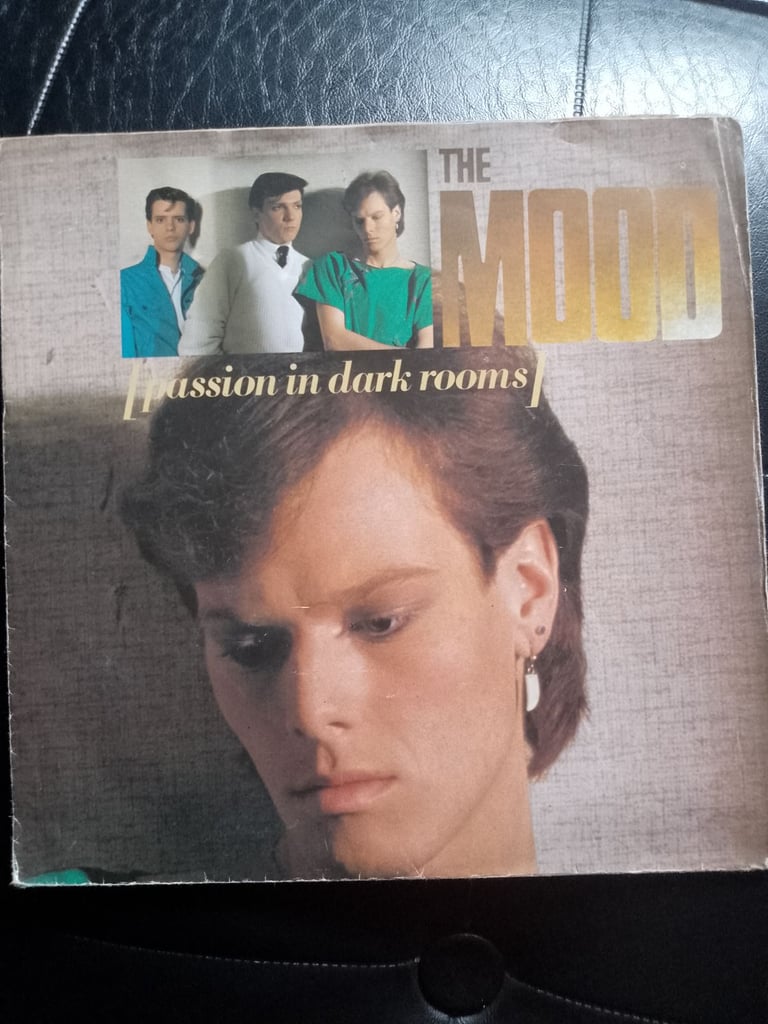 THE
MOOD
[passion in dark rooms]